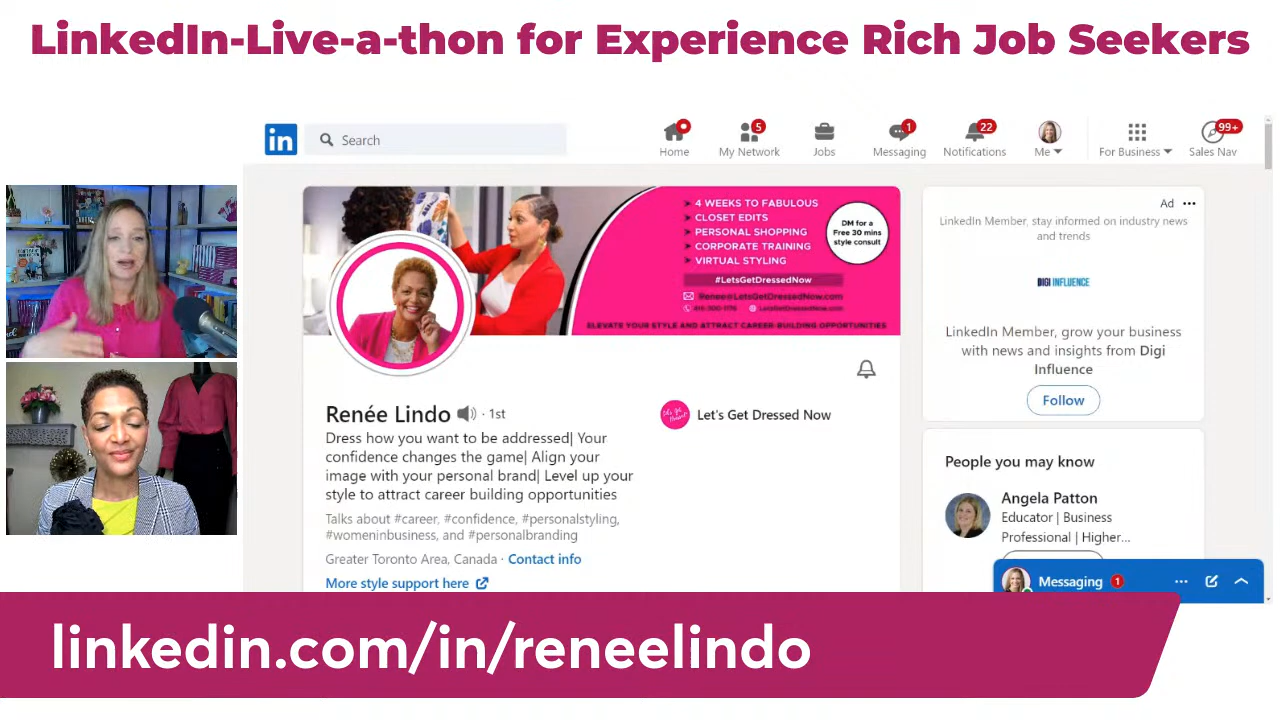 LinkedIn-Live-a-thon for Experience Rich Job Seekers
in
Search
Home
5
My Network
Jobs
1
Messaging
22
Notifications
Me
For Business
99+
Sales Nav
4 WEEKS TO FABULOUS
CLOSET EDITS
PERSONAL SHOPPING
CORPORATE TRAINING
VIRTUAL STYLING
DM for a
Free 30 mins
style consult
#LetsGetDressedNow
Renee@LetsGetDressedNow.com
LetsGetDressedNow.com
ELEVATE YOUR STYLE AND ATTRACT CAREER-BUILDING OPPORTUNITIES
Renée Lindo · 1st
Dress how you want to be addressed| Your
confidence changes the game| Align your
image with your personal brand| Level up your
style to attract career building opportunities
Talks about #career, #confidence, #personalstyling,
#womeninbusiness, and #personalbranding
Greater Toronto Area, Canada · Contact info
More style support here
Let's Get Dressed Now
Ad
LinkedIn Member, stay informed on industry news
and trends
DIGI INFLUENCE
LinkedIn Member, grow your business
with news and insights from Digi
Influence
Follow
People you may know
Angela Patton
Educator | Business
Professional | Higher...
Messaging 1
linkedin.com/in/reneelindo